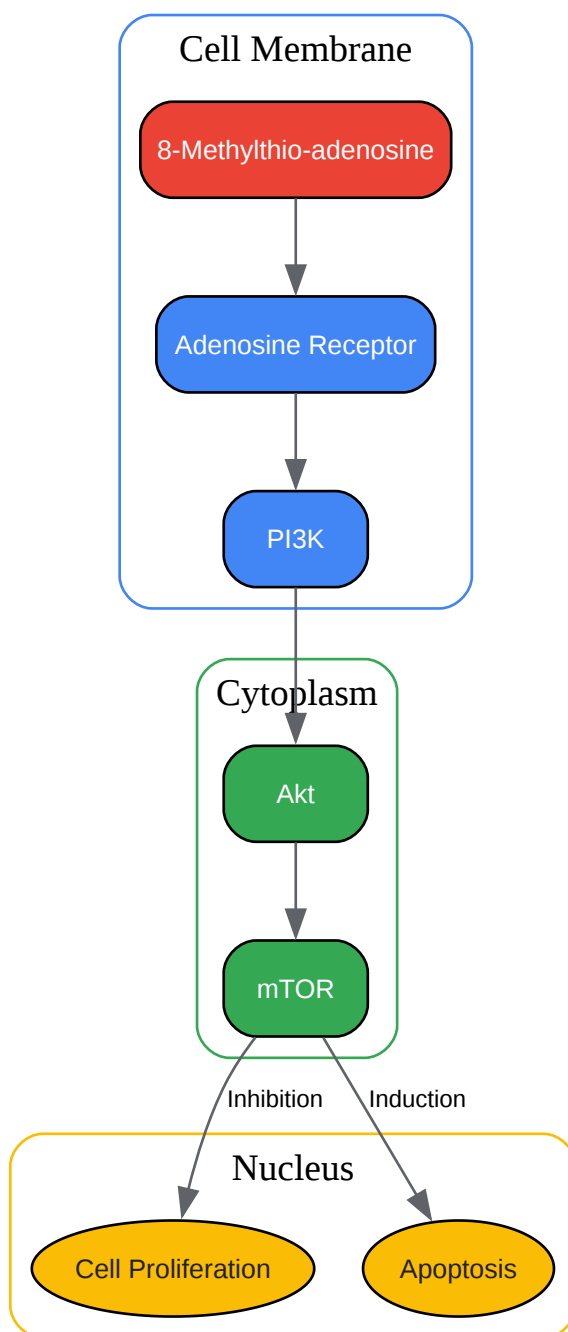 Cell Membrane
8-Methylthio-adenosine
Adenosine Receptor
PI3K
Cytoplasm
Akt
mTOR
Inhibition
Induction
Nucleus
Cell Proliferation
Apoptosis